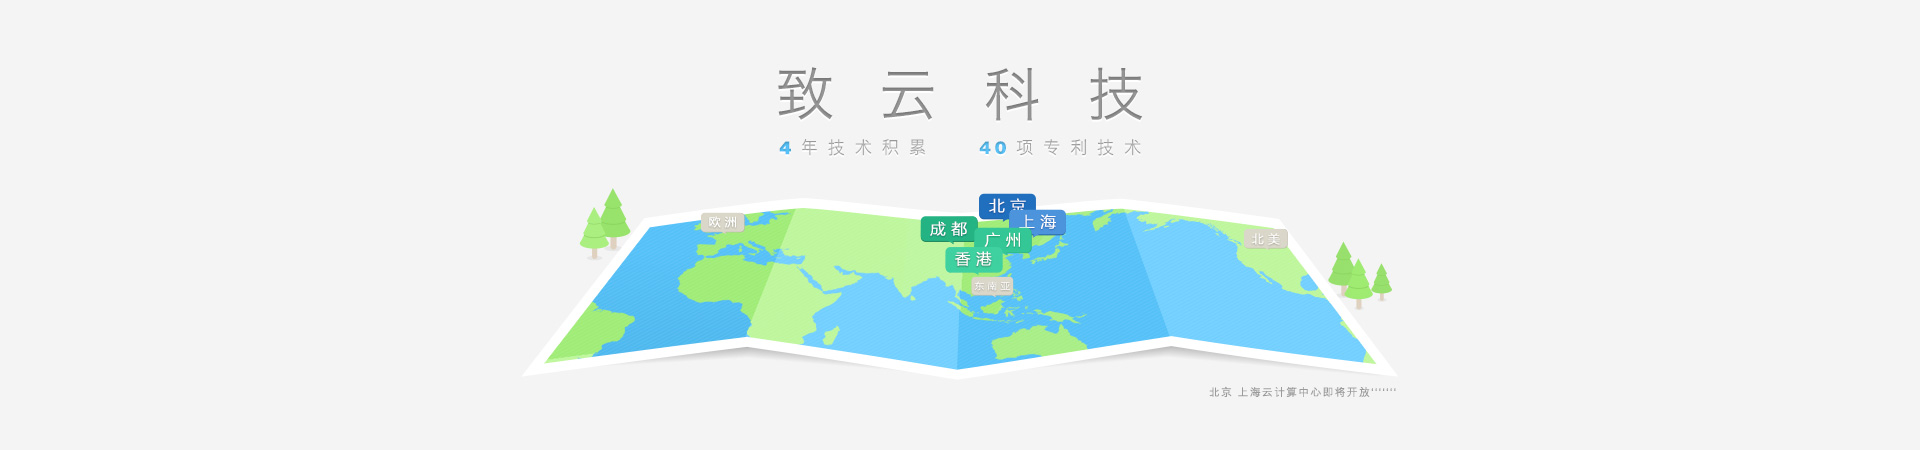 致云科技
4年技术积累 40项专利技术
北京
欧洲
上海
成都
广州
北美
香港
东南亚
北京 上海云计算中心即将开放‘‘‘‘‘‘‘